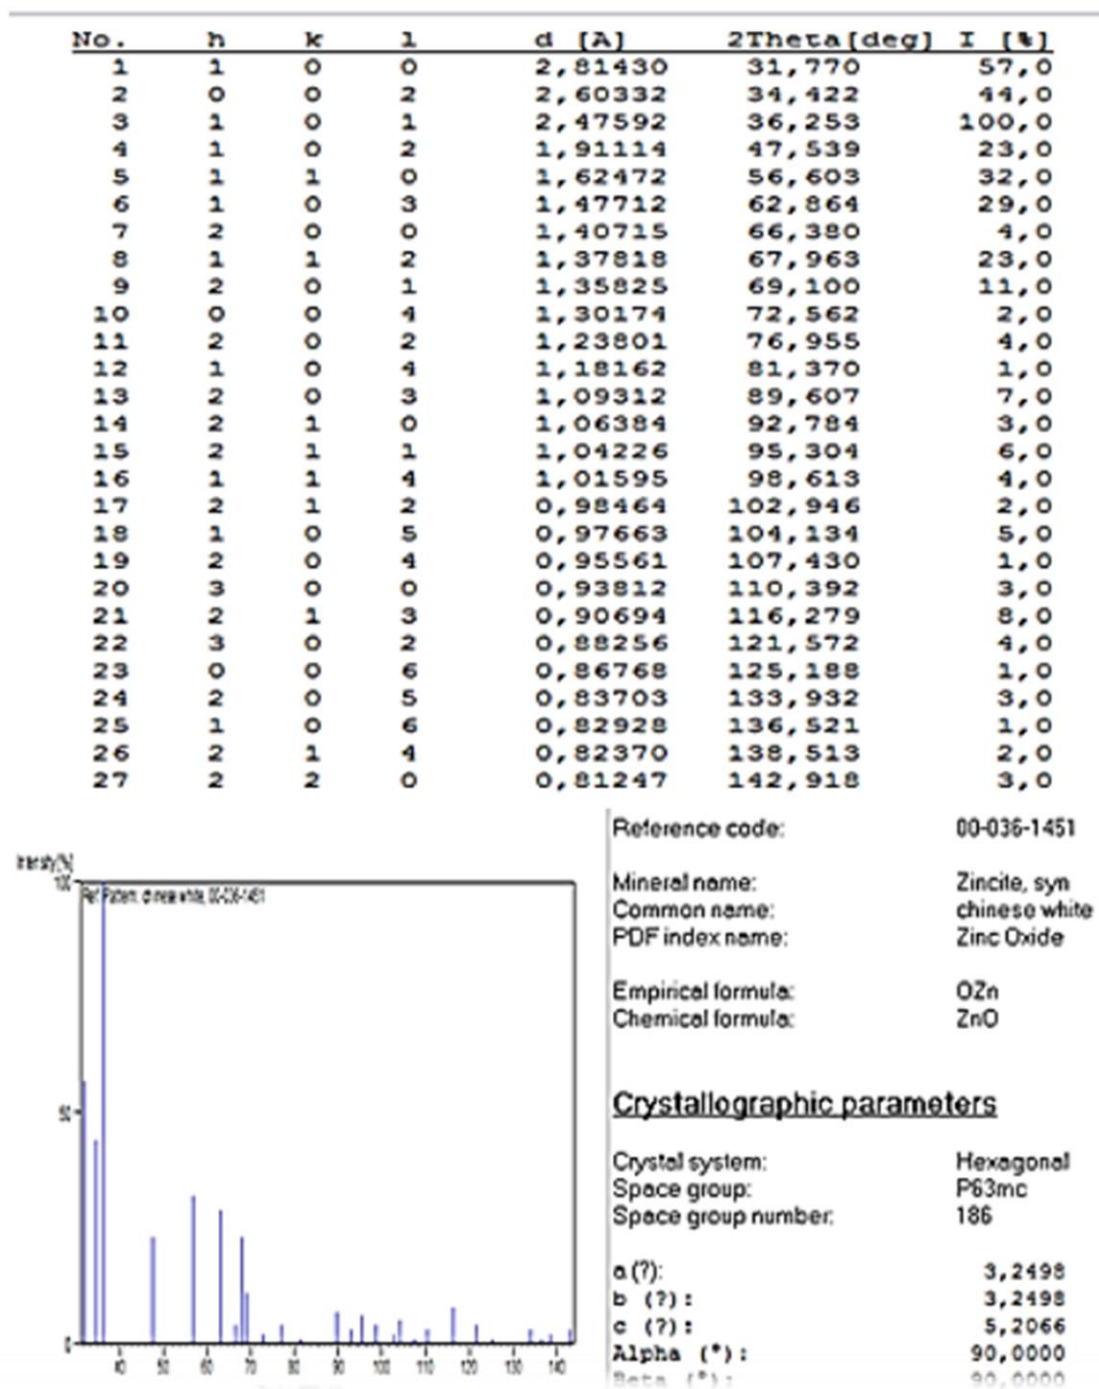 No. h k l d [A] 2Theta[deg] I [%]
1 1 0 0 2,81430 31,770 57,0
2 0 0 2 2,60332 34,422 44,0
3 1 0 1 2,47592 36,253 100,0
4 1 0 2 1,91114 47,539 23,0
5 1 1 0 1,62472 56,603 32,0
6 1 0 3 1,47712 62,864 29,0
7 2 0 0 1,40715 66,380 4,0
8 1 1 2 1,37818 67,963 23,0
9 2 0 1 1,35825 69,100 11,0
10 0 0 4 1,30174 72,562 2,0
11 2 0 2 1,23801 76,955 4,0
12 1 0 4 1,18162 81,370 1,0
13 2 0 3 1,09312 89,607 7,0
14 2 1 0 1,06384 92,784 3,0
15 2 1 1 1,04226 95,304 6,0
16 1 1 4 1,01595 98,613 4,0
17 2 1 2 0,98464 102,946 2,0
18 1 0 5 0,97663 104,134 5,0
19 2 0 4 0,95561 107,430 1,0
20 3 0 0 0,93812 110,392 3,0
21 2 1 3 0,90694 116,279 8,0
22 3 0 2 0,88256 121,572 4,0
23 0 0 6 0,86768 125,188 1,0
24 2 0 5 0,83703 133,932 3,0
25 1 0 6 0,82928 136,521 1,0
26 2 1 4 0,82370 138,513 2,0
27 2 2 0 0,81247 142,918 3,0
Intensity[%]
100
Ref. Pattern: chinese white, 00-036-1451
50
0
40 50 60 70 80 90 100 110 120 130 140
Reference code: 00-036-1451
Mineral name: Zincite, syn
Common name: chinese white
PDF index name: Zinc Oxide
Empirical formula: OZn
Chemical formula: ZnO
Crystallographic parameters
Crystal system: Hexagonal
Space group: P63mc
Space group number: 186
a (?): 3,2498
b (?): 3,2498
c (?): 5,2066
Alpha (°): 90,0000
Beta (°): 90,0000